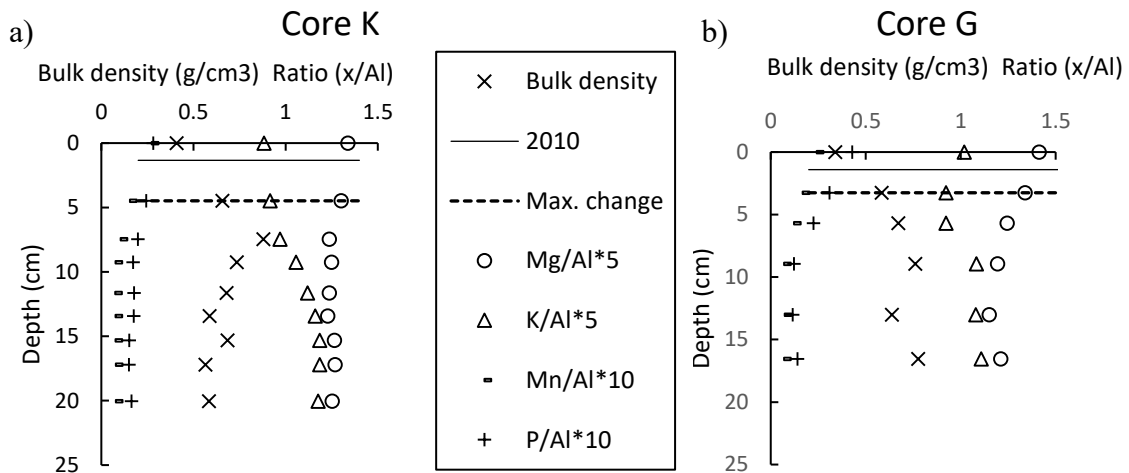 a)
Core K
Bulk density (g/cm3) Ratio (x/Al)
0 0.5 1 1.5
0
5
10
15
20
25
Depth (cm)
Bulk density
2010
Max. change
Mg/Al*5
K/Al*5
Mn/Al*10
P/Al*10
b)
Core G
Bulk density (g/cm3) Ratio (x/Al)
0 0.5 1 1.5
0
5
10
15
20
25
Depth (cm)